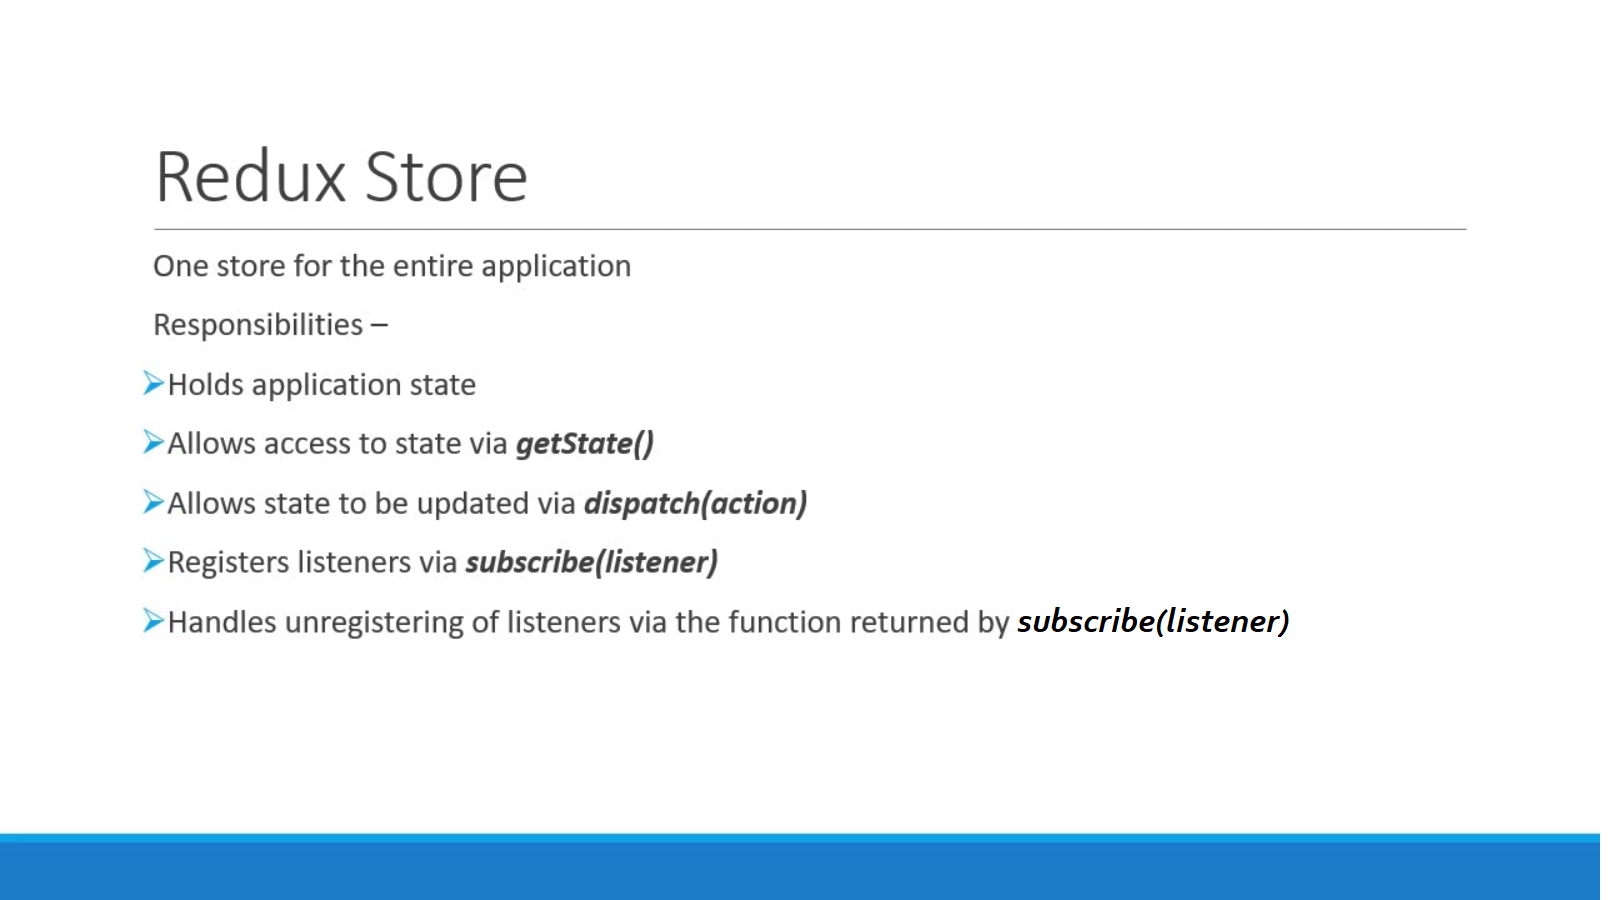 Redux Store
One store for the entire application
Responsibilities –
Holds application state
Allows access to state via getState()
Allows state to be updated via dispatch(action)
Registers listeners via subscribe(listener)
Handles unregistering of listeners via the function returned by subscribe(listener)